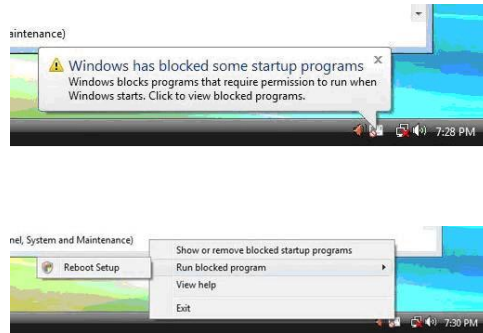 aintenance)
Windows has blocked some startup programs
Windows blocks programs that require permission to run when
Windows starts. Click to view blocked programs.
7:28 PM
nel, System and Maintenance)
Show or remove blocked startup programs
Reboot Setup
Run blocked program
View help
Exit
7:30 PM